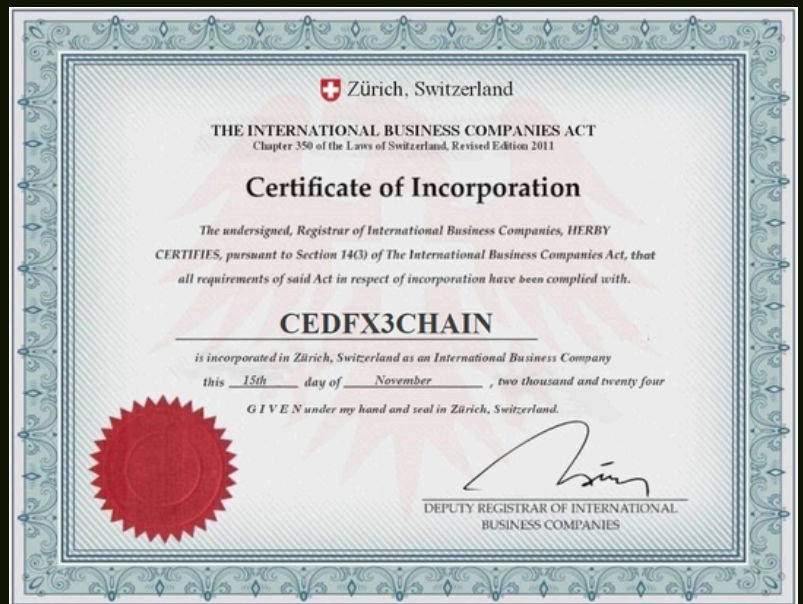 Zürich, Switzerland
THE INTERNATIONAL BUSINESS COMPANIES ACT
Chapter 350 of the Laws of Switzerland, Revised Edition 2011
Certificate of Incorporation
The undersigned, Registrar of International Business Companies, HERBY
CERTIFIES, pursuant to Section 14(3) of The International Business Companies Act, that
all requirements of said Act in respect of incorporation have been complied with.
CEDFX3CHAIN
is incorporated in Zürich, Switzerland as an International Business Company
this 15th day of November , two thousand and twenty four
G I V E N under my hand and seal in Zürich, Switzerland.
DEPUTY REGISTRAR OF INTERNATIONAL
BUSINESS COMPANIES